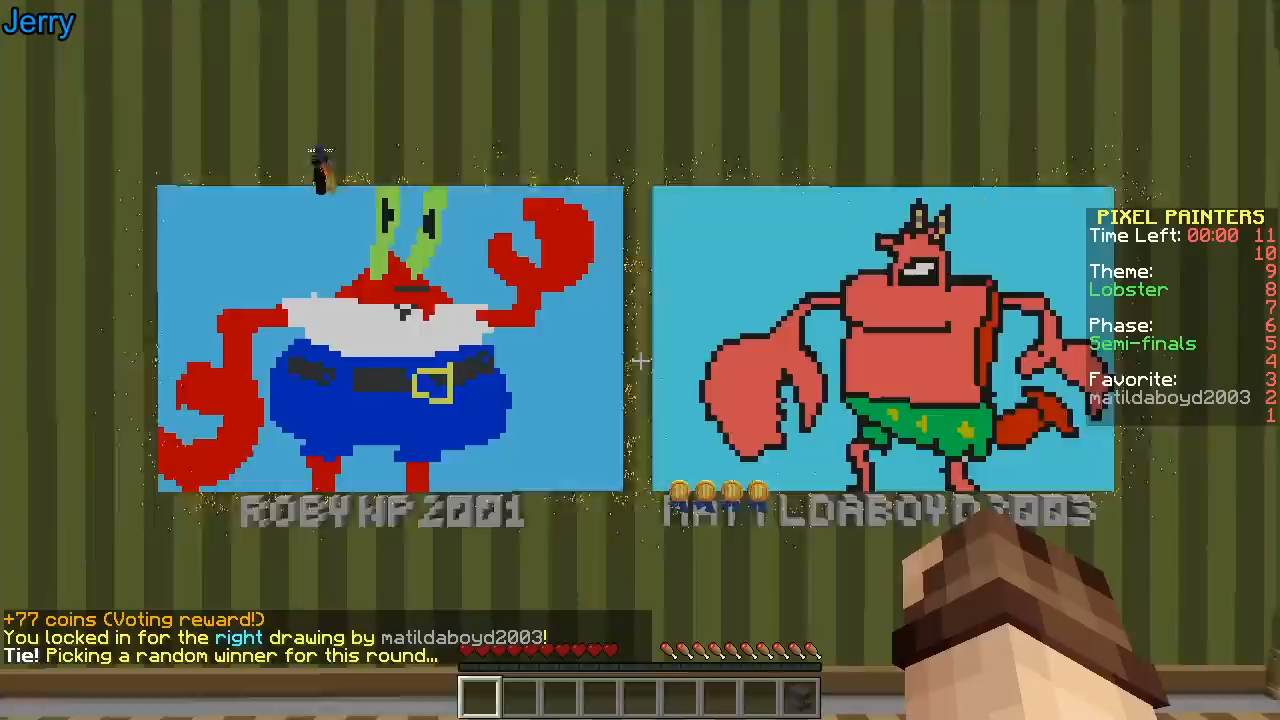 Jerry
PIXEL PAINTERS
Time Left: 00:00 11
10
Theme: 9
Lobster 8
7
Phase: 6
Semi-finals 5
4
Favorite: 3
matildaboyd2003 2
1
ROBYNP2001
MATILDABOYD2003
+77 coins (Voting reward!)
You locked in for the right drawing by matildaboyd2003!
Tie! Picking a random winner for this round...